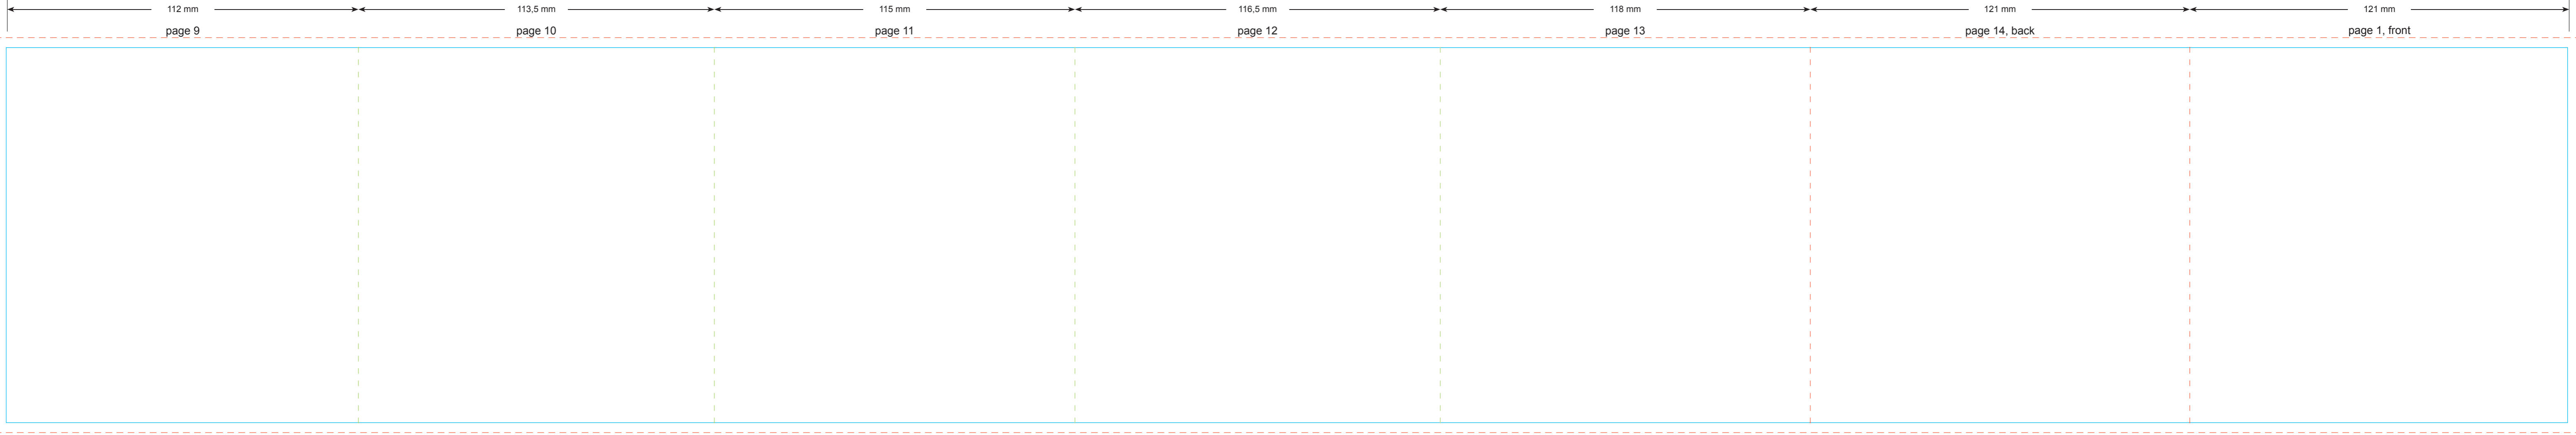 112 mm 113,5 mm 115 mm 116,5 mm 118 mm 121 mm 121 mm
page 9 page 10 page 11 page 12 page 13 page 14, back page 1, front